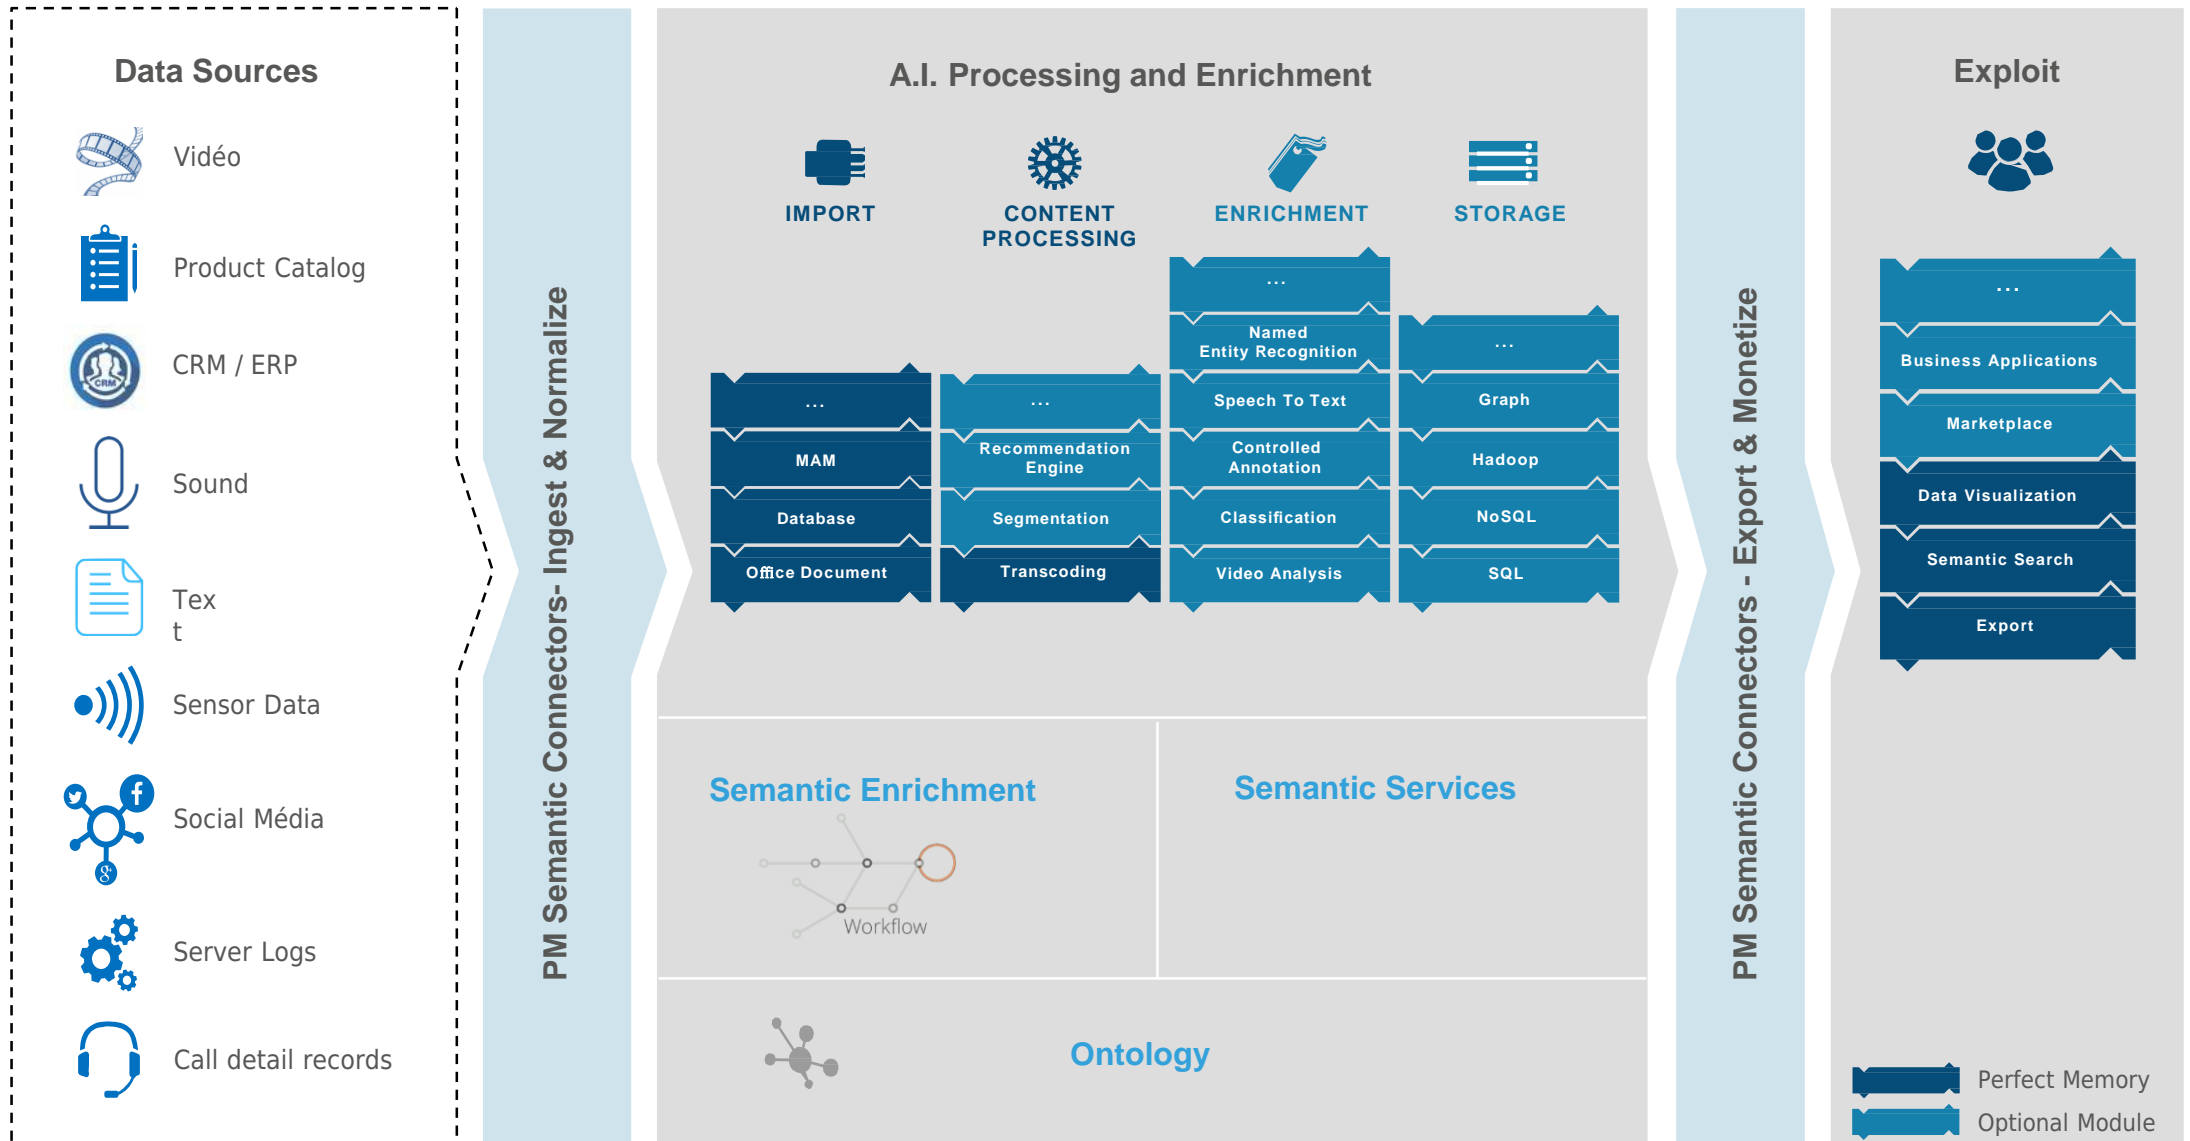 Data Sources
Vidéo
Product Catalog
CRM / ERP
CRM
Sound
Tex
t
Sensor Data
Social Média
Server Logs
Call detail records
PM Semantic Connectors- Ingest & Normalize
A.I. Processing and Enrichment
IMPORT
...
MAM
Database
Office Document
CONTENT
PROCESSING
...
Recommendation
Engine
Segmentation
Transcoding
ENRICHMENT
...
Named
Entity Recognition
Speech To Text
Controlled
Annotation
Classification
Video Analysis
STORAGE
...
Graph
Hadoop
NoSQL
SQL
Semantic Enrichment
Workflow
Semantic Services
Ontology
PM Semantic Connectors - Export & Monetize
Exploit
...
Business Applications
Marketplace
Data Visualization
Semantic Search
Export
Perfect Memory
Optional Module